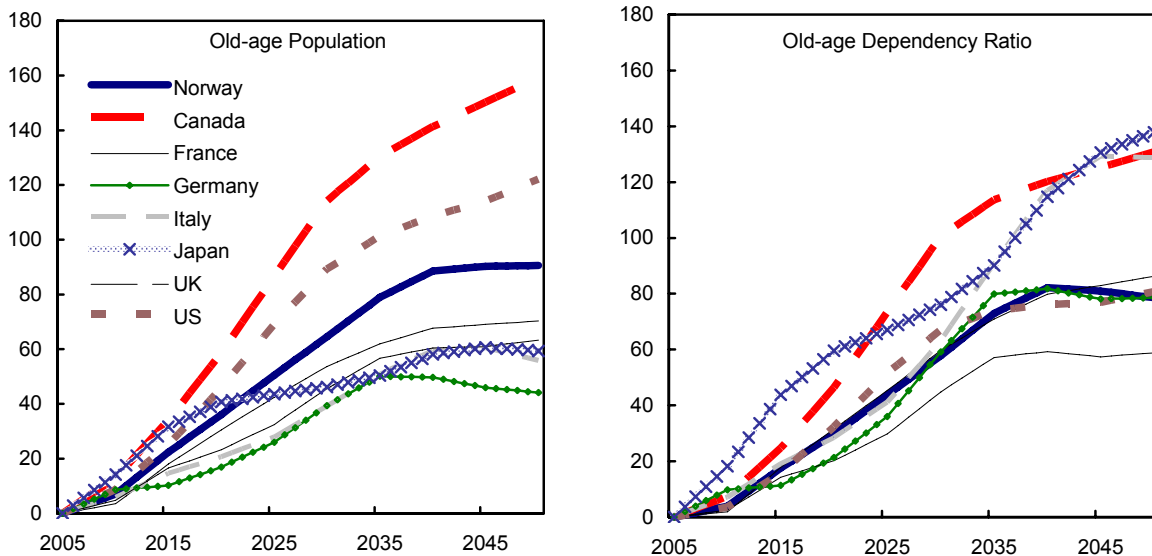 Old-age Population
180
160
140
120
100
80
60
40
20
0
Norway
Canada
France
Germany
Italy
Japan
UK
US
2005 2015 2025 2035 2045
Old-age Dependency Ratio
180
160
140
120
100
80
60
40
20
0
2005 2015 2025 2035 2045